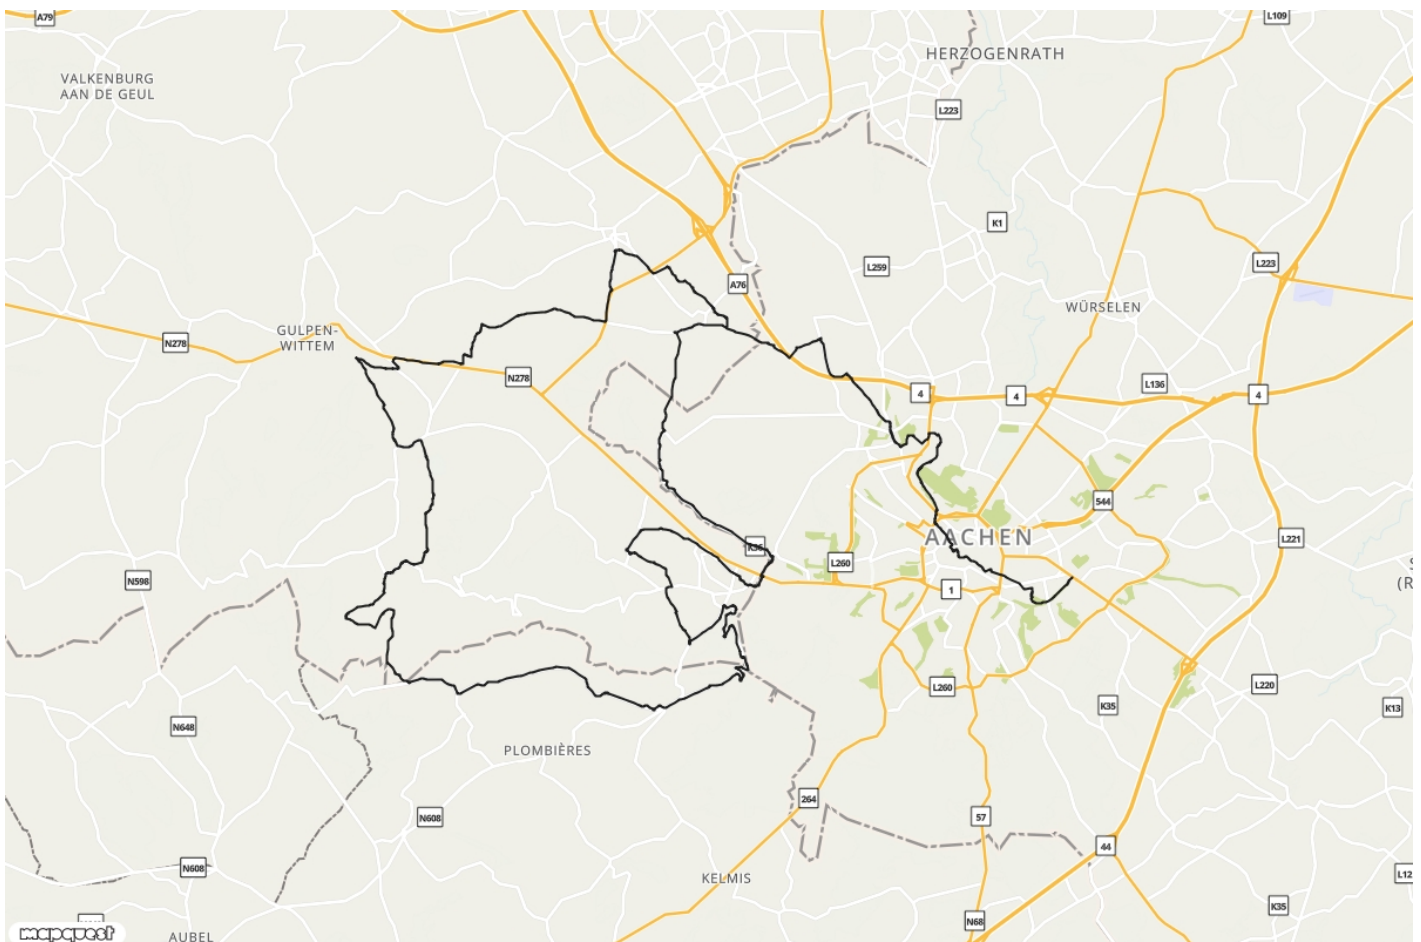 A79
L109
HERZOGENRATH
VALKENBURG
AAN DE GEUL
L223
K1
L259
L223
A76
WÜRSELEN
GULPEN-
WITTEM
N278
N278
L136
4
4
4
544
AACHEN
L260
L221
N598
1
L260
L220
K35
K13
N648
PLOMBIÈRES
264
N608
57
44
N608
KELMIS
L12
K35
N68
AUBEL
mapquest